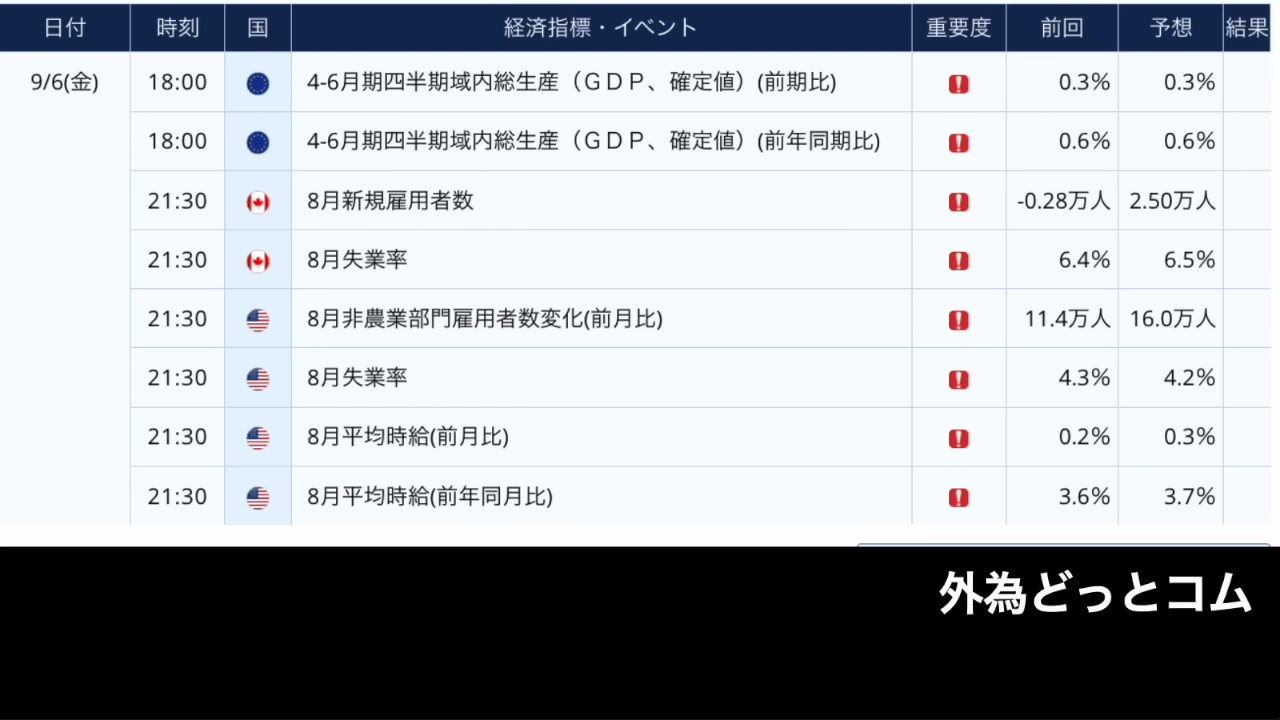 日付 時刻 国 経済指標・イベント 重要度 前回 予想 結果
9/6(金) 18:00 4-6月期四半期域内総生産（ＧＤＰ、確定値）(前期比) 0.3% 0.3%
18:00 4-6月期四半期域内総生産（ＧＤＰ、確定値）(前年同期比) 0.6% 0.6%
21:30 8月新規雇用者数 -0.28万人 2.50万人
21:30 8月失業率 6.4% 6.5%
21:30 8月非農業部門雇用者数変化(前月比) 11.4万人 16.0万人
21:30 8月失業率 4.3% 4.2%
21:30 8月平均時給(前月比) 0.2% 0.3%
21:30 8月平均時給(前年同月比) 3.6% 3.7%
外為どっとコム